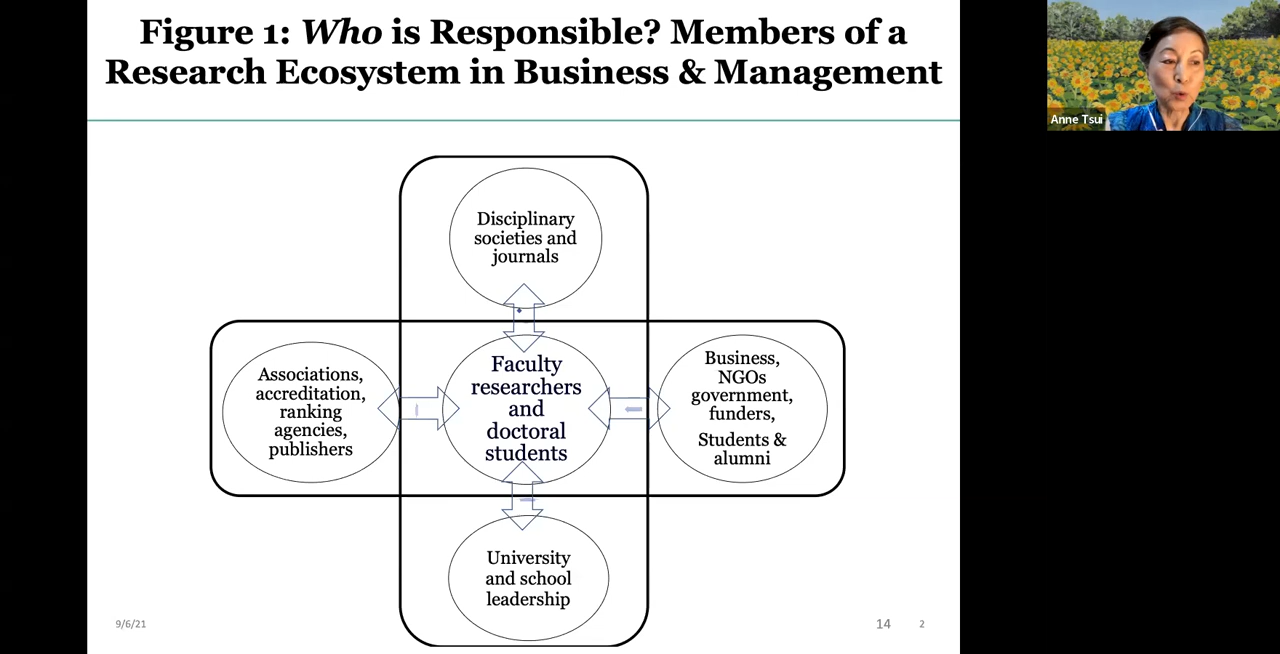 Figure 1: Who is Responsible? Members of a
Research Ecosystem in Business & Management
Anne Tsui
Disciplinary
societies and
journals
Associations,
accreditation,
ranking
agencies,
publishers
Faculty
researchers
and
doctoral
students
Business,
NGOs
government,
funders,
Students &
alumni
University
and school
leadership
9/6/21
14
2